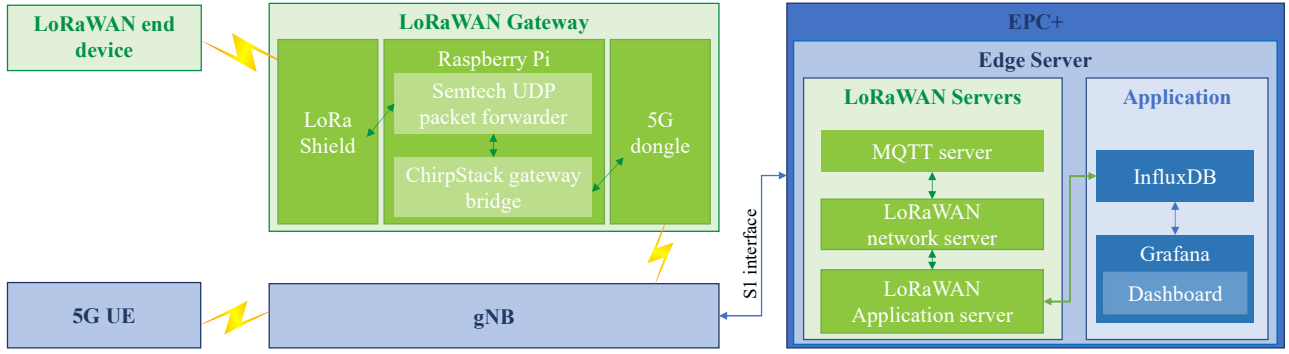 LoRaWAN end
device
LoRaWAN Gateway
LoRa
Shield
Raspberry Pi
Semtech UDP
packet forwarder
ChirpStack gateway
bridge
5G
dongle
5G UE
gNB
S1 interface
EPC+
Edge Server
LoRaWAN Servers
MQTT server
LoRaWAN
network server
LoRaWAN
Application server
Application
InfluxDB
Grafana
Dashboard